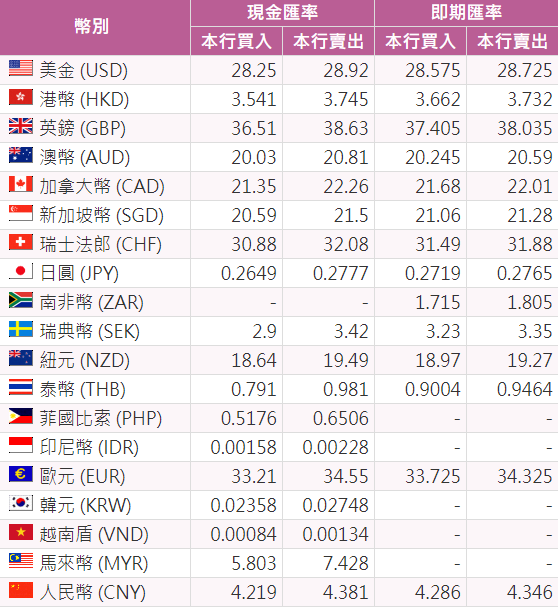 幣別 現金匯率 即期匯率
本行買入 本行賣出 本行買入 本行賣出
美金 (USD) 28.25 28.92 28.575 28.725
港幣 (HKD) 3.541 3.745 3.662 3.732
英鎊 (GBP) 36.51 38.63 37.405 38.035
澳幣 (AUD) 20.03 20.81 20.245 20.59
加拿大幣 (CAD) 21.35 22.26 21.68 22.01
新加坡幣 (SGD) 20.59 21.5 21.06 21.28
瑞士法郎 (CHF) 30.88 32.08 31.49 31.88
日圓 (JPY) 0.2649 0.2777 0.2719 0.2765
南非幣 (ZAR) - - 1.715 1.805
瑞典幣 (SEK) 2.9 3.42 3.23 3.35
紐元 (NZD) 18.64 19.49 18.97 19.27
泰幣 (THB) 0.791 0.981 0.9004 0.9464
菲國比索 (PHP) 0.5176 0.6506 - -
印尼幣 (IDR) 0.00158 0.00228 - -
歐元 (EUR) 33.21 34.55 33.725 34.325
韓元 (KRW) 0.02358 0.02748 - -
越南盾 (VND) 0.00084 0.00134 - -
馬來幣 (MYR) 5.803 7.428 - -
人民幣 (CNY) 4.219 4.381 4.286 4.346